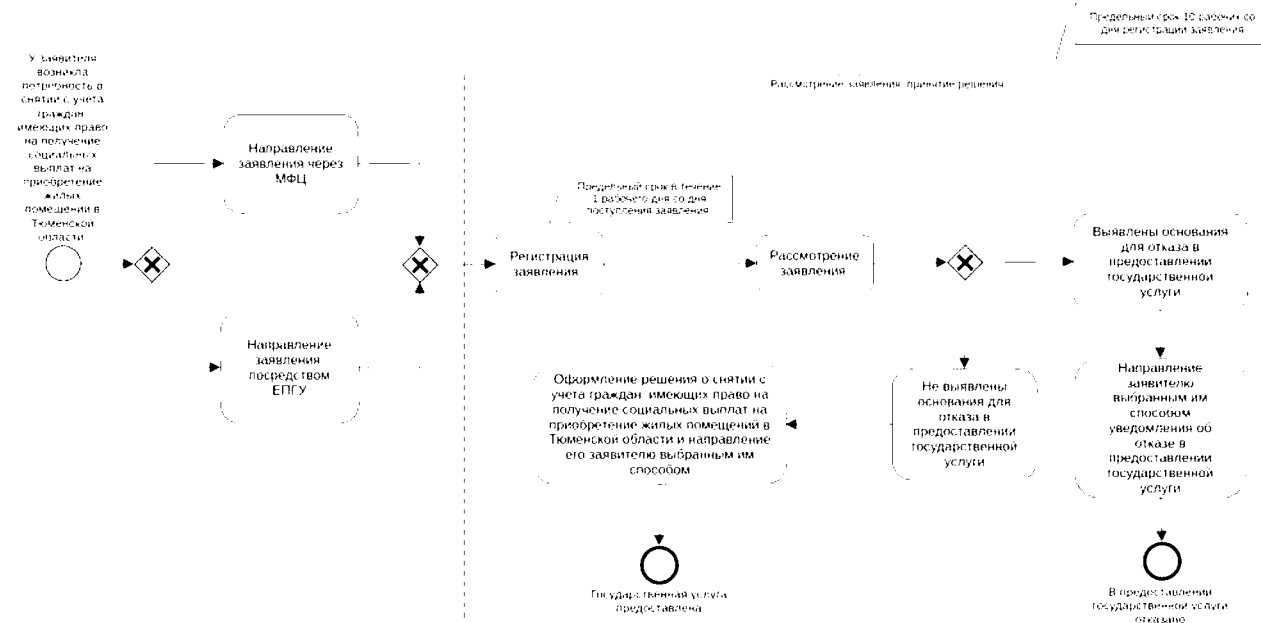 У заявителя
возникла
потребность в
снятии с учета
граждан
имеющих право
на получение
социальных
выплат на
приобретение
жилых
помещений в
Тюменской
области
Направление
заявления через
МФЦ
Направление
заявления
посредством
ЕПГУ
Предельный срок в течение
1 рабочего дня со дня
поступления заявления
Регистрация
заявления
Рассмотрение заявления принятие решения
Предельный срок 10 рабочих со
дня регистрации заявления
Рассмотрение
заявления
Выявлены основания
для отказа в
предоставлении
государственной
услуги
Оформление решения о снятии с
учета граждан имеющих право на
получение социальных выплат на
приобретение жилых помещений в
Тюменской области и направление
его заявителю выбранным им
способом
Не выявлены
основания для
отказа в
предоставлении
государственной
услуги
Направление
заявителю
выбранным им
способом
уведомления об
отказе в
предоставлении
государственной
услуги
Государственная услуга
предоставлена
В предоставлении
государственной услуги
отказано